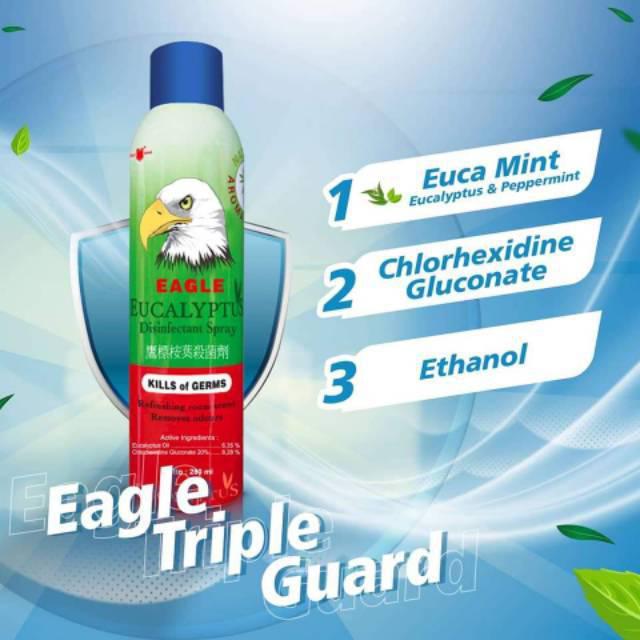 1
Euca Mint
Eucalyptus & Peppermint
2
Chlorhexidine
Gluconate
3
Ethanol
EAGLE
EUCALYPTUS
Disinfectant Spray
鷹標桉葉殺菌劑
KILLS of GERMS
Refreshing room scent
Removes odours
Active Ingredients :
Eucalyptus Oil
Chlorhexidine Gluconate 20%
Eagle
Triple
Guard